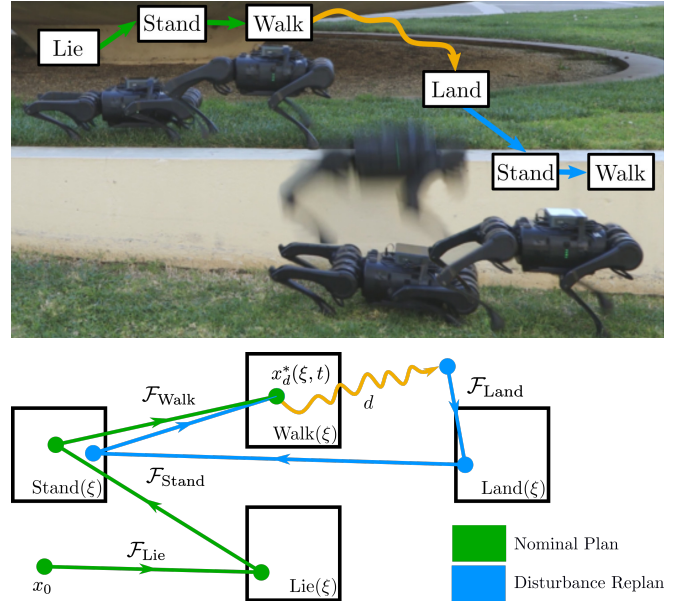 Lie
Stand
Walk
Land
Stand
Walk
x*_d(ξ, t)
F_Walk
d
F_Land
Walk(ξ)
F_Stand
Stand(ξ)
Land(ξ)
F_Lie
Nominal Plan
x_0
Lie(ξ)
Disturbance Replan